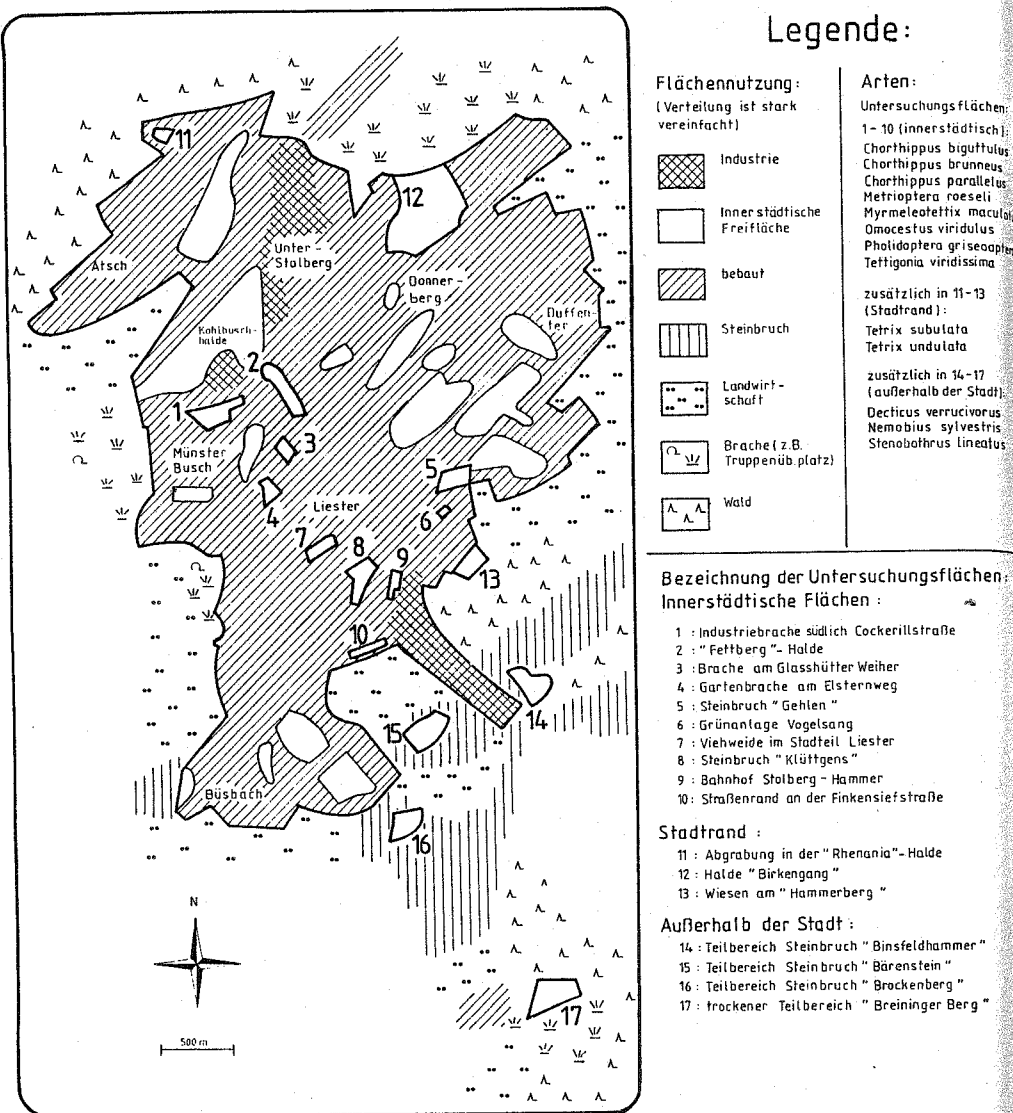 Legende:
Flächennutzung:
(Verteilung ist stark
vereinfacht)
Industrie
Innerstädtische
Freifläche
bebaut
Steinbruch
Landwirt-
schaft
Brache (z.B.
Truppenüb.platz)
Wald
Arten:
Untersuchungsflächen:
1-10 (innerstädtisch):
Chorthippus biguttulus
Chorthippus brunneus
Chorthippus parallelus
Metrioptera roeseli
Myrmeleotettix
Omocestus viridulus
Pholidoptera
Tettigonia viridissima
zusätzlich in 11-13
(Stadtrand):
Tetrix subulata
Tetrix undulata
zusätzlich in 14-17
(außerhalb der Stadt)
Decticus verrucivorus
Nemobius sylvestris
Stenobothrus lineatus
Bezeichnung der Untersuchungsflächen:
Innerstädtische Flächen :
1 : Industriebrache südlich Cockerillstraße
2 : "Fettberg"- Halde
3 : Brache am Glasshütter Weiher
4 : Gartenbrache am Elsternweg
5 : Steinbruch "Gehlen"
6 : Grünanlage Vogelsang
7 : Viehweide im Stadteil Liester
8 : Steinbruch "Klüttgens"
9 : Bahnhof Stolberg - Hammer
10 : Straßenrand an der Finkensiefstraße
Stadtrand :
11 : Abgrabung in der "Rhenania"- Halde
12 : Halde "Birkengang"
13 : Wiesen am "Hammerberg"
Außerhalb der Stadt :
14 : Teilbereich Steinbruch "Binsfeldhammer"
15 : Teilbereich Steinbruch "Bärenstein"
16 : Teilbereich Steinbruch "Brockenberg"
17 : trockener Teilbereich "Breininger Berg"
11
12
Atsch
Unter-
Stolberg
Donner-
berg
Duffen-
ter
Kohlbusch-
halde
2
1
3
Münster
Busch
4
5
Liester
6
7
8
9
13
10
14
15
Büsbach
16
17
N
500 m